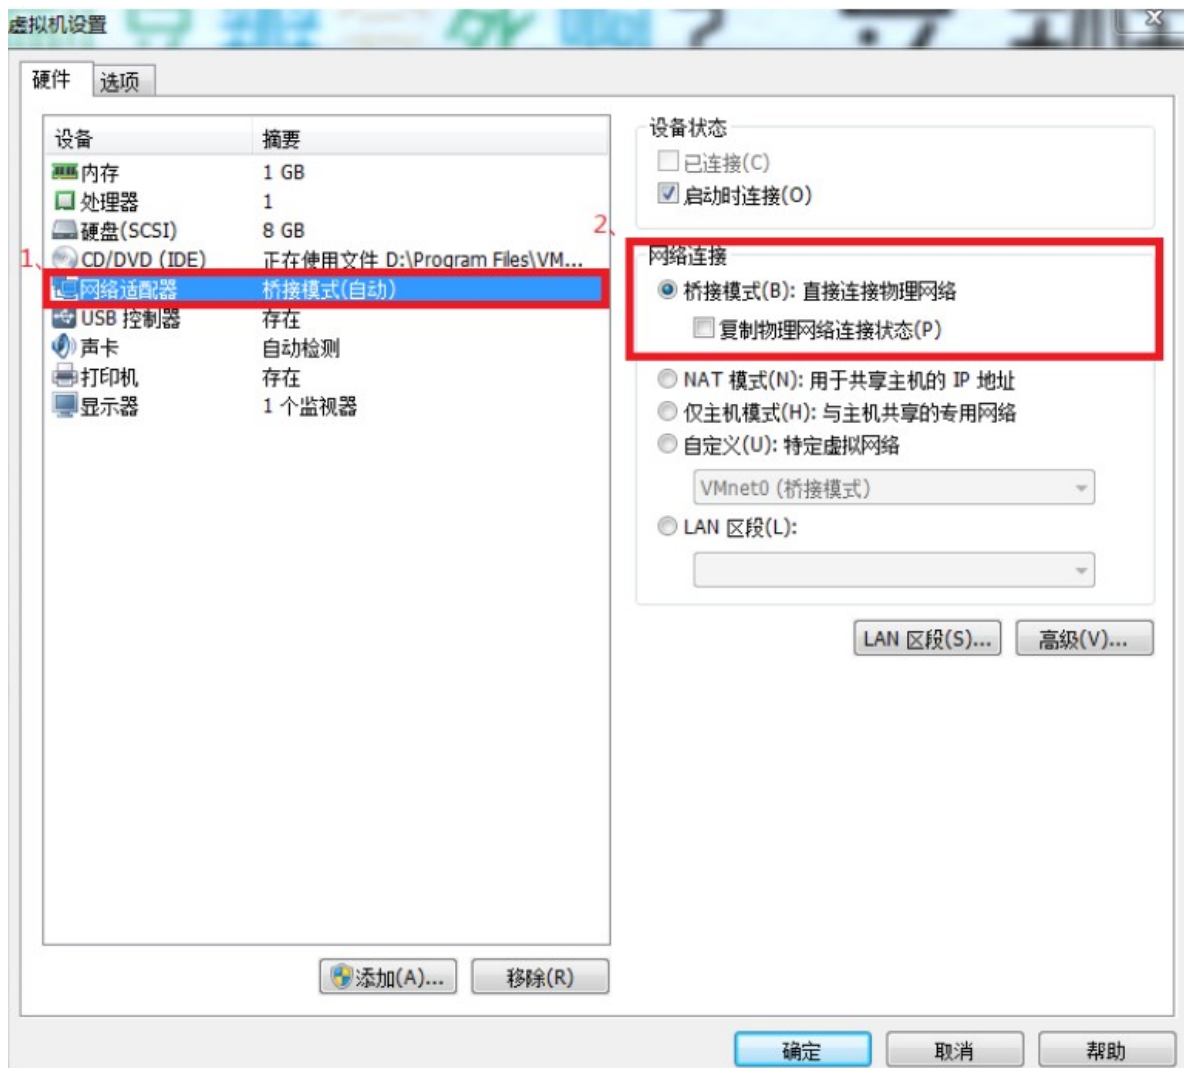 虚拟机设置
硬件 选项
设备 摘要
内存 1 GB
处理器 1
硬盘(SCSI) 8 GB
1、
CD/DVD (IDE) 正在使用文件 D:\Program Files\VM...
网络适配器 桥接模式(自动)
USB 控制器 存在
声卡 自动检测
打印机 存在
显示器 1 个监视器
添加(A)... 移除(R)
设备状态
已连接(C)
启动时连接(O)
2、
网络连接
桥接模式(B): 直接连接物理网络
复制物理网络连接状态(P)
NAT 模式(N): 用于共享主机的 IP 地址
仅主机模式(H): 与主机共享的专用网络
自定义(U): 特定虚拟网络
VMnet0 (桥接模式)
LAN 区段(L):
LAN 区段(S)... 高级(V)...
确定 取消 帮助